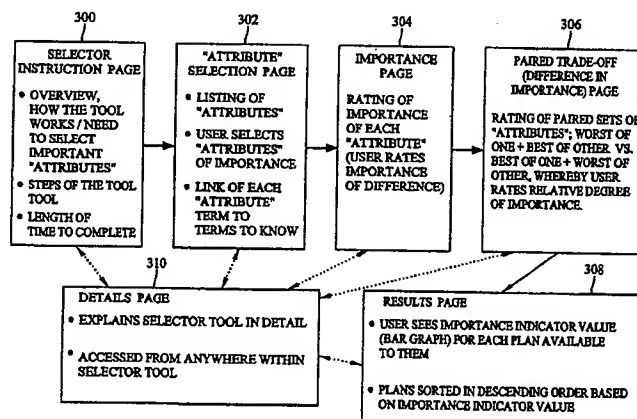 300
SELECTOR
INSTRUCTION PAGE
• OVERVIEW,
HOW THE TOOL
WORKS / NEED
TO SELECT
IMPORTANT
"ATTRIBUTES"
• STEPS OF THE TOOL
TOOL
• LENGTH OF
TIME TO COMPLETE
302
"ATTRIBUTE"
SELECTION PAGE
• LISTING OF
"ATTRIBUTES"
• USER SELECTS
"ATTRIBUTES"
OF IMPORTANCE
• LINK OF EACH
"ATTRIBUTE"
TERM TO
TERMS TO KNOW
304
IMPORTANCE
PAGE
RATING OF
IMPORTANCE
OF EACH
"ATTRIBUTE"
(USER RATES
IMPORTANCE
OF DIFFERENCE)
306
PAIRED TRADE-OFF
(DIFFERENCE IN
IMPORTANCE) PAGE
RATING OF PAIRED SETS OF
"ATTRIBUTES"; WORST OF
ONE + BEST OF OTHER VS.
BEST OF ONE + WORST OF
OTHER, WHEREBY USER
RATES RELATIVE DEGREE
OF IMPORTANCE.
310
DETAILS PAGE
• EXPLAINS SELECTOR TOOL IN DETAIL
• ACCESSED FROM ANYWHERE WITHIN
SELECTOR TOOL
308
RESULTS PAGE
• USER SEES IMPORTANCE INDICATOR VALUE
(BAR GRAPH) FOR EACH PLAN AVAILABLE
TO THEM
• PLANS SORTED IN DESCENDING ORDER BASED
ON IMPORTANCE INDICATOR VALUE